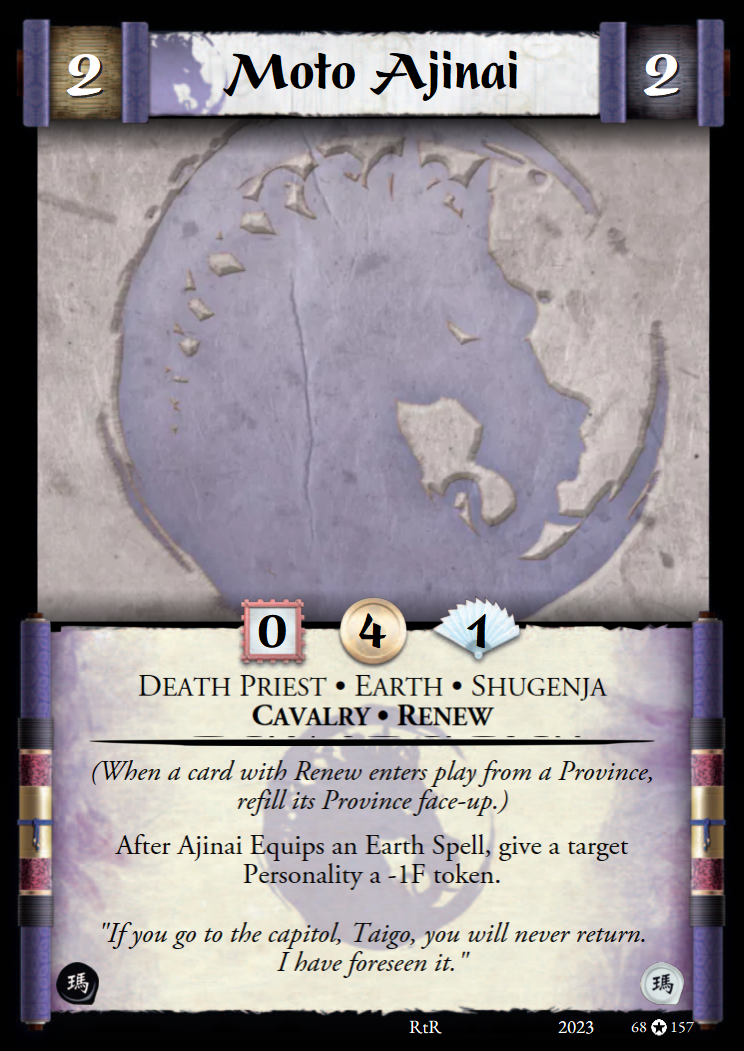 2 Moto Ajinai 2
0 4 1
Death Priest • Earth • Shugenja
Cavalry • Renew
(When a card with Renew enters play from a Province,
refill its Province face-up.)
After Ajinai Equips an Earth Spell, give a target
Personality a -1F token.
"If you go to the capitol, Taigo, you will never return.
I have foreseen it."
瑪 瑪
RtR 2023 68 157